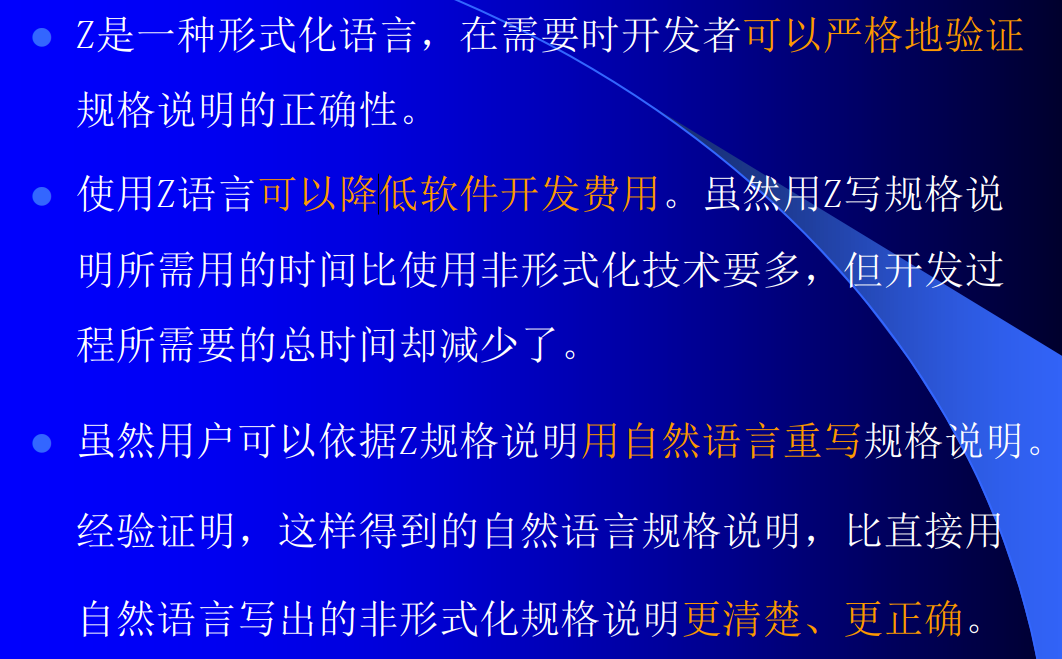 Z是一种形式化语言，在需要时开发者可以严格地验证
规格说明的正确性。
使用Z语言可以降低软件开发费用。虽然用Z写规格说
明所需用的时间比使用非形式化技术要多，但开发过
程所需要的总时间却减少了。
虽然用户可以依据Z规格说明用自然语言重写规格说明。
经验证明，这样得到的自然语言规格说明，比直接用
自然语言写出的非形式化规格说明更清楚、更正确。